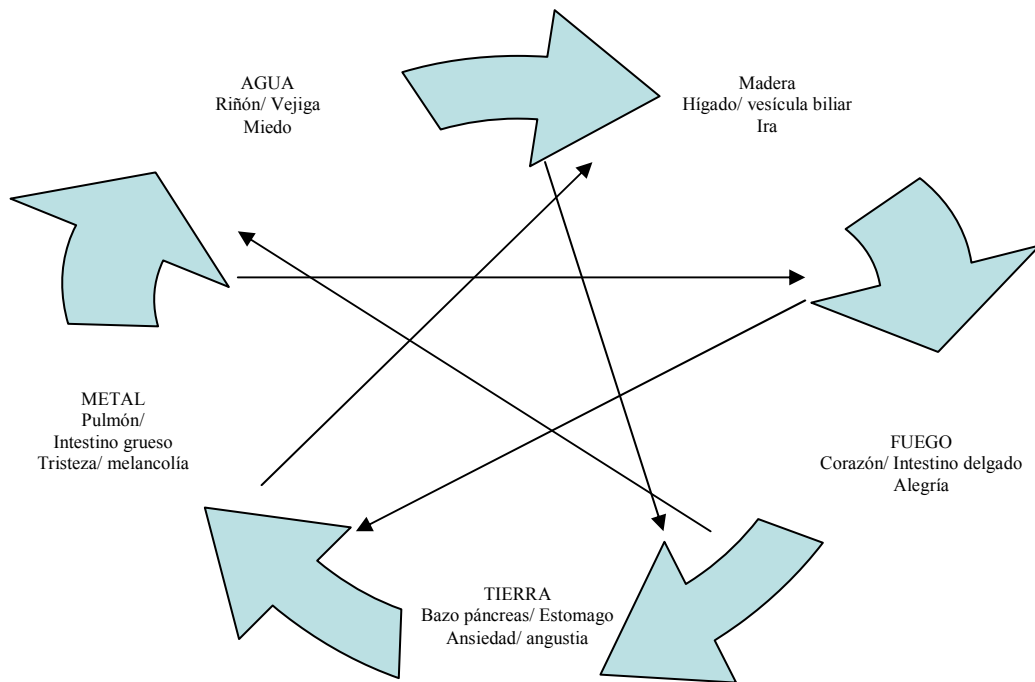 AGUA
Riñón/ Vejiga
Miedo
Madera
Hígado/ vesícula biliar
Ira
METAL
Pulmón/
Intestino grueso
Tristeza/ melancolía
FUEGO
Corazón/ Intestino delgado
Alegría
TIERRA
Bazo páncreas/ Estomago
Ansiedad/ angustia